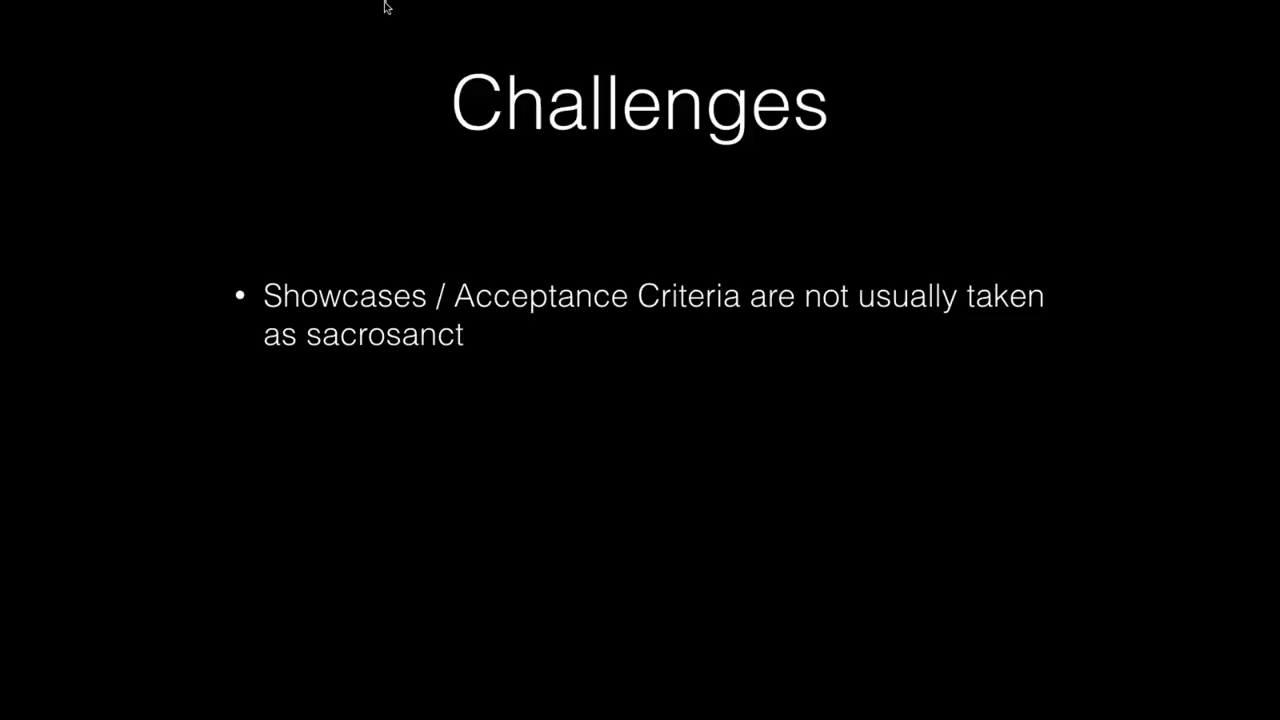 Challenges
• Showcases / Acceptance Criteria are not usually taken
as sacrosanct